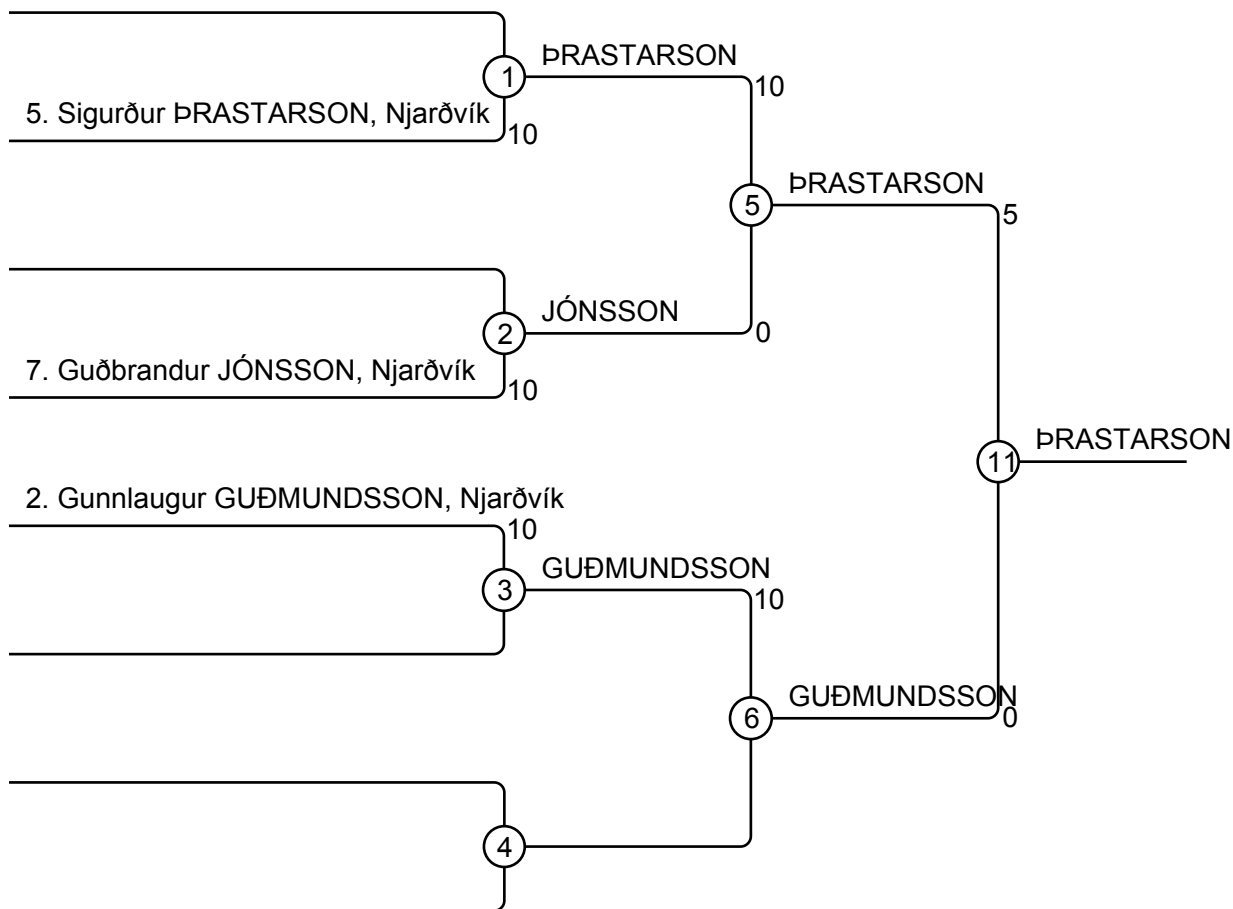 ÞRASTARSON
1
10
5. Sigurður ÞRASTARSON, Njarðvík
10
ÞRASTARSON
5
5
JÓNSSON
2
0
7. Guðbrandur JÓNSSON, Njarðvík
10
ÞRASTARSON
11
2. Gunnlaugur GUÐMUNDSSON, Njarðvík
10
GUÐMUNDSSON
3
10
GUÐMUNDSSON
6
0
4